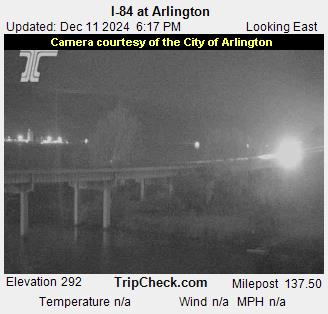 I-84 at Arlington
Updated: Dec 11 2024 6:17 PM Looking East
Camera courtesy of the City of Arlington
Elevation 292 TripCheck.com Milepost 137.50
Temperature n/a Wind n/a MPH n/a